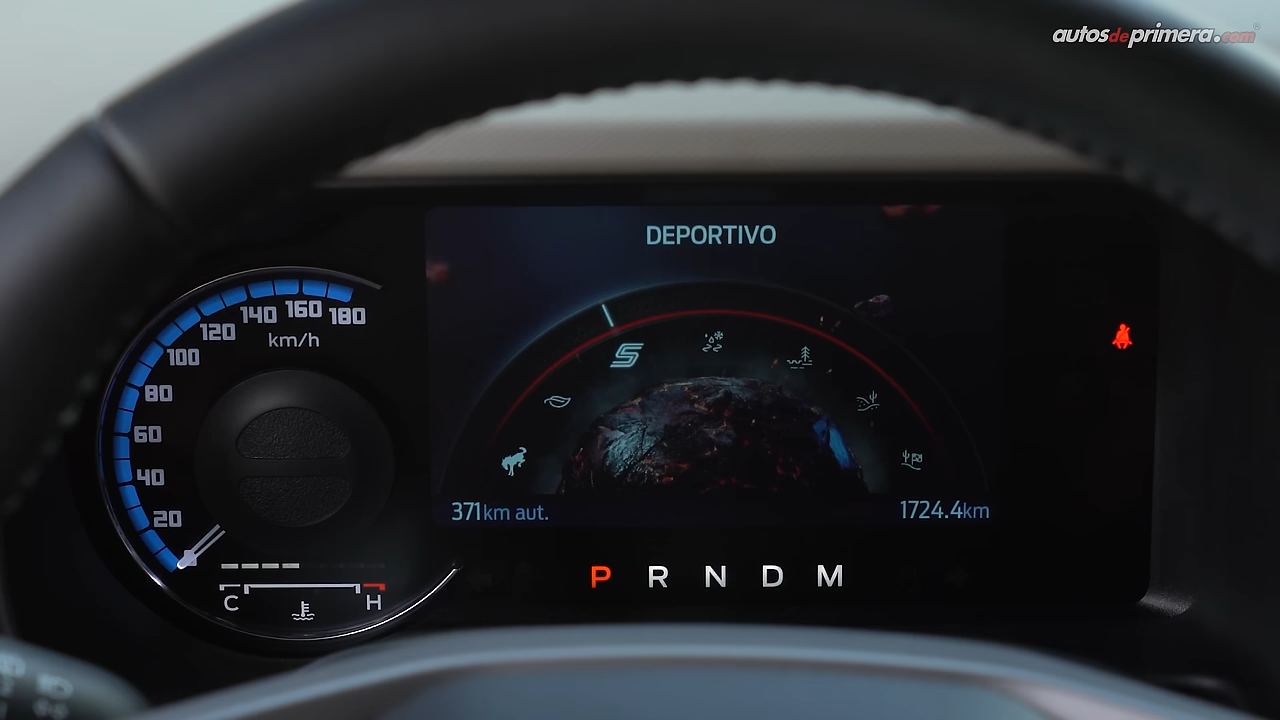 autosdeprimera.com
DEPORTIVO
180
160
140
120
100
80
60
40
20
km/h
S
371km aut.
1724.4km
P R N D M
C H